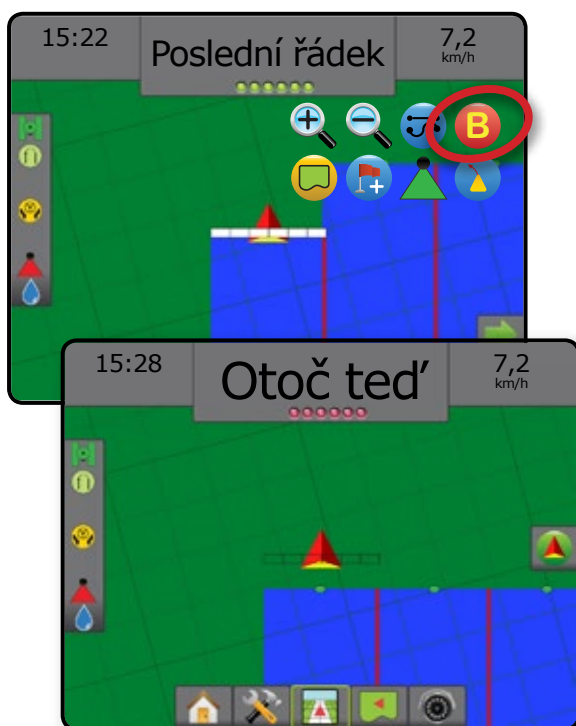 15:22
Poslední řádek
7,2
km/h
B
15:28
Otoč teď
7,2
km/h